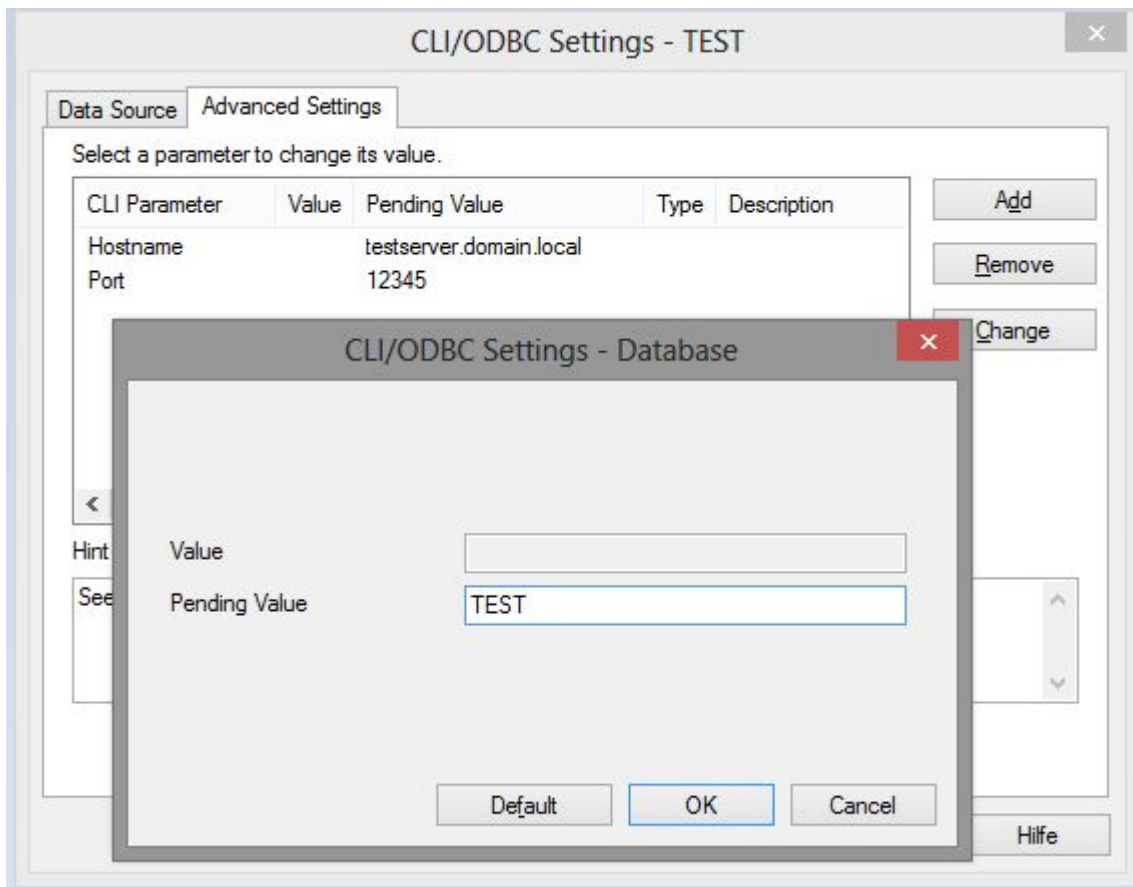 CLI/ODBC Settings - TEST
Data Source Advanced Settings
Select a parameter to change its value.
CLI Parameter Value Pending Value Type Description
Hostname testserver.domain.local
Port 12345
Add
Remove
Change
CLI/ODBC Settings - Database
Hint
See
Value
Pending Value TEST
Default OK Cancel
Hilfe